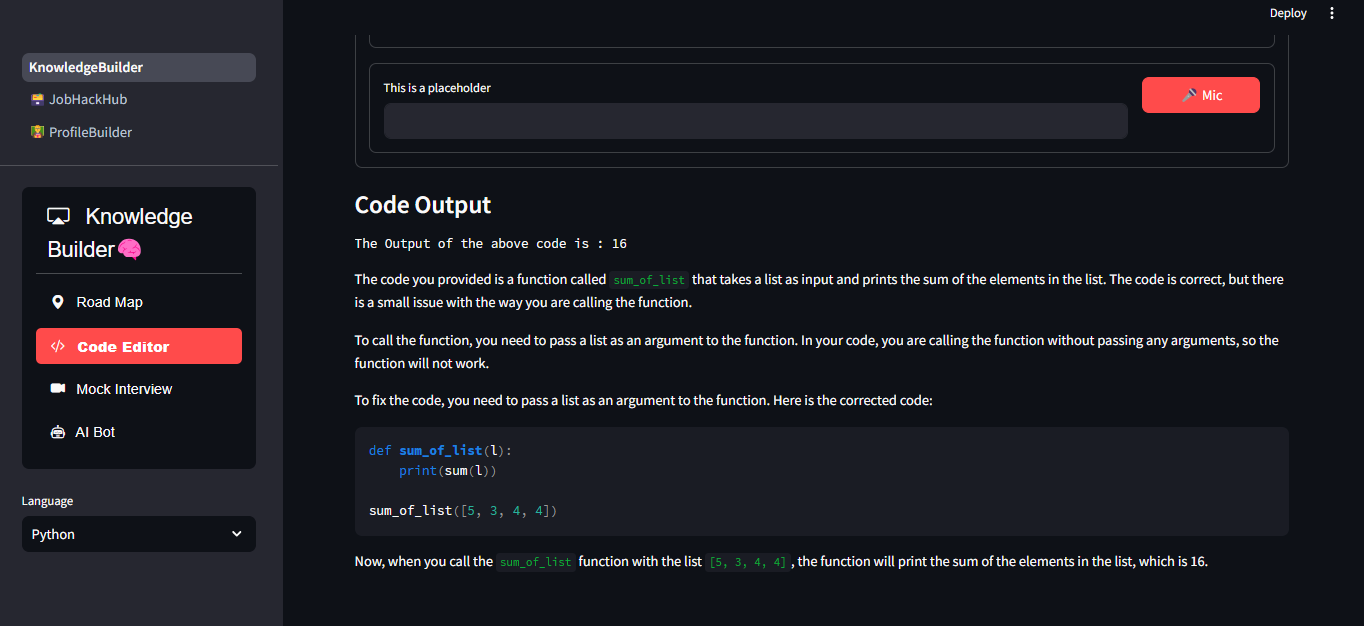 Deploy
KnowledgeBuilder
JobHackHub
ProfileBuilder
Knowledge
Builder
Road Map
</> Code Editor
Mock Interview
AI Bot
Language
Python
This is a placeholder
Mic
Code Output
The Output of the above code is : 16
The code you provided is a function called sum_of_list that takes a list as input and prints the sum of the elements in the list. The code is correct, but there
is a small issue with the way you are calling the function.
To call the function, you need to pass a list as an argument to the function. In your code, you are calling the function without passing any arguments, so the
function will not work.
To fix the code, you need to pass a list as an argument to the function. Here is the corrected code:
def sum_of_list(l):
    print(sum(l))
sum_of_list([5, 3, 4, 4])
Now, when you call the sum_of_list function with the list [5, 3, 4, 4], the function will print the sum of the elements in the list, which is 16.